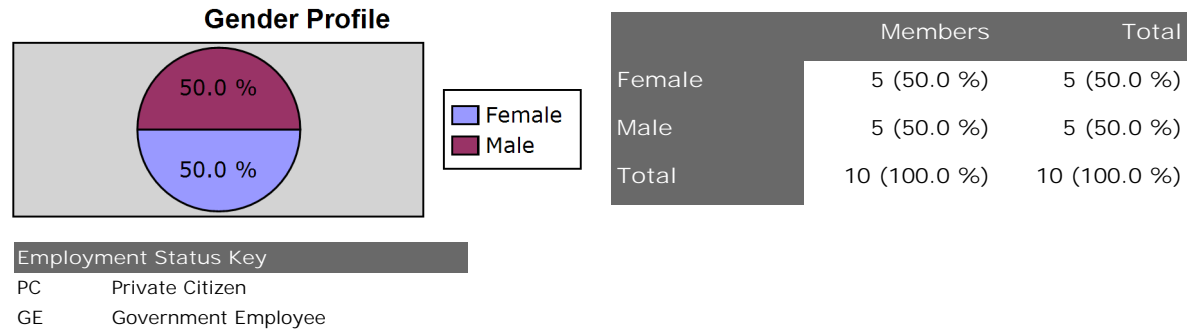 Gender Profile
50.0 %
50.0 %
Female
Male
Members Total
Female 5 (50.0 %) 5 (50.0 %)
Male 5 (50.0 %) 5 (50.0 %)
Total 10 (100.0 %) 10 (100.0 %)
Employment Status Key
PC Private Citizen
GE Government Employee